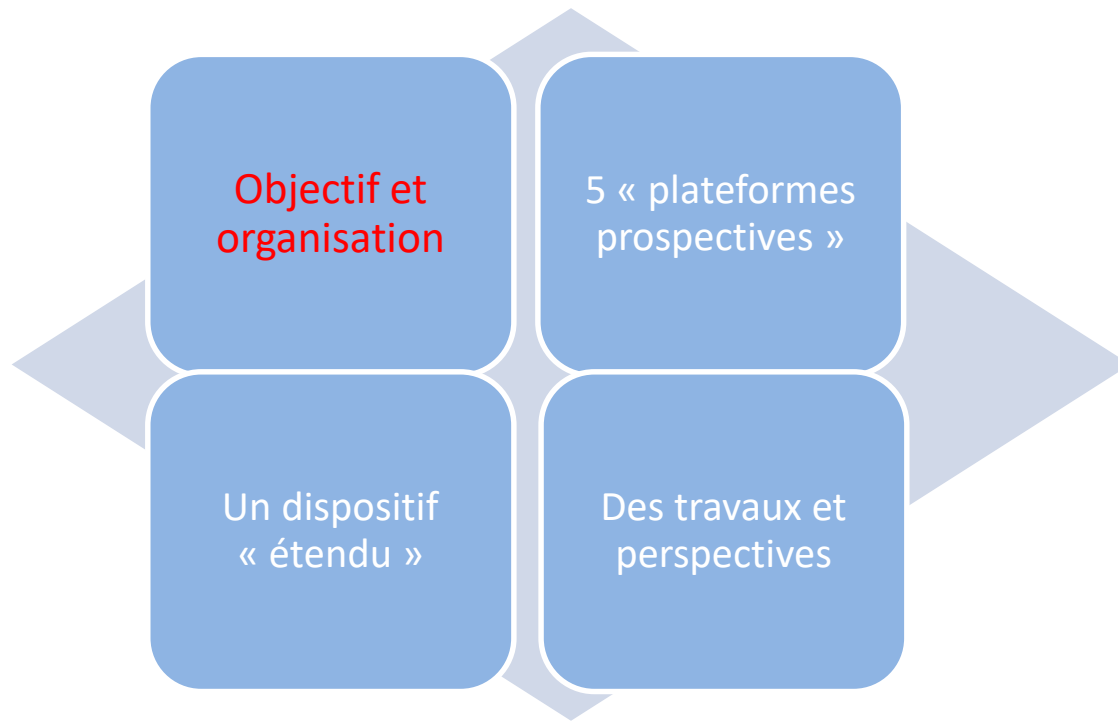 Objectif et
organisation
5 « plateformes
prospectives »
Un dispositif
« étendu »
Des travaux et
perspectives